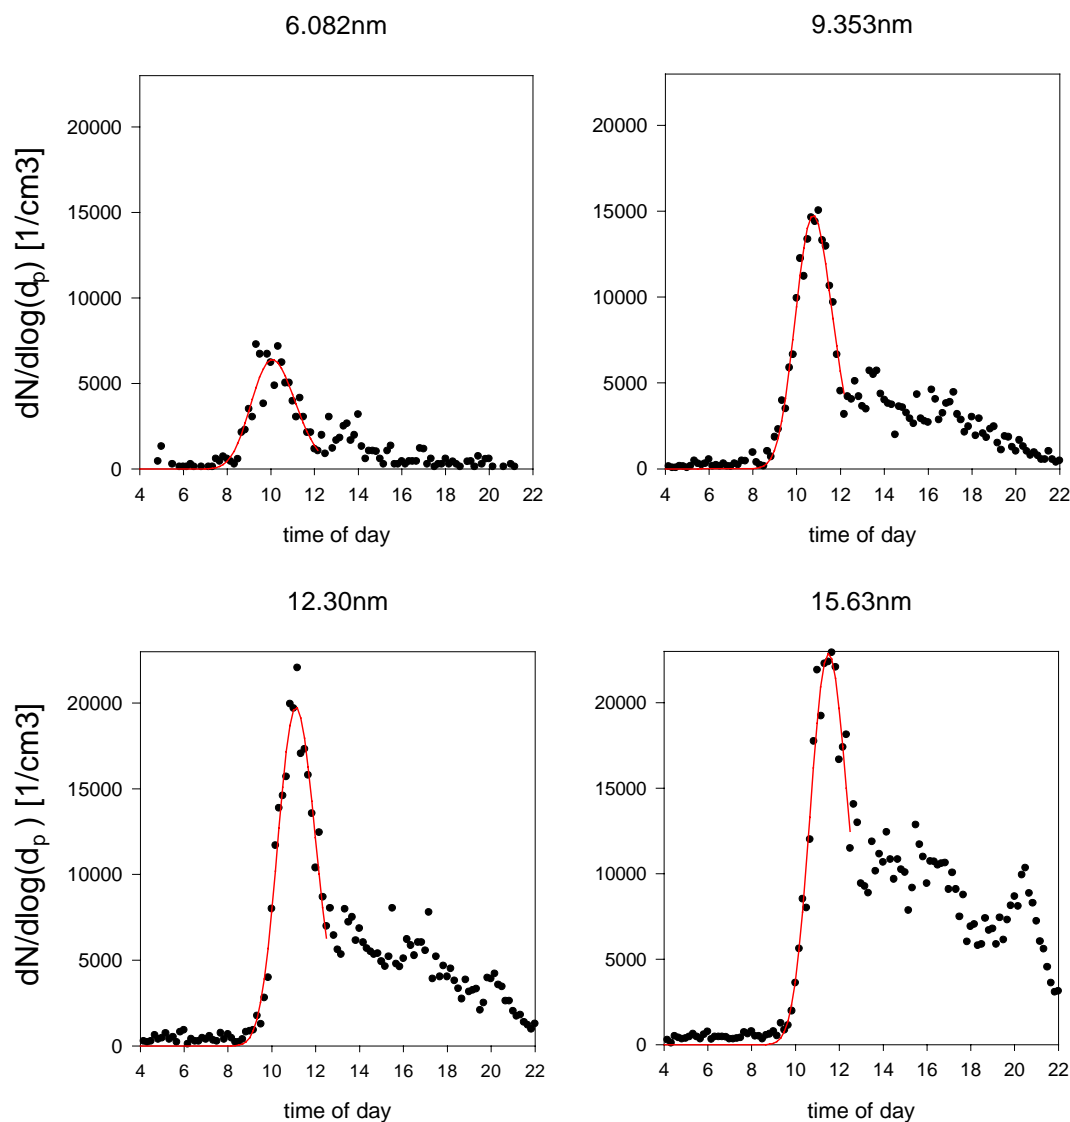 6.082nm
9.353nm
dN/dlog(dp) [1/cm3]
20000
15000
10000
5000
0
4 6 8 10 12 14 16 18 20 22
time of day
20000
15000
10000
5000
0
4 6 8 10 12 14 16 18 20 22
time of day
12.30nm
15.63nm
dN/dlog(dp) [1/cm3]
20000
15000
10000
5000
0
4 6 8 10 12 14 16 18 20 22
time of day
20000
15000
10000
5000
0
4 6 8 10 12 14 16 18 20 22
time of day